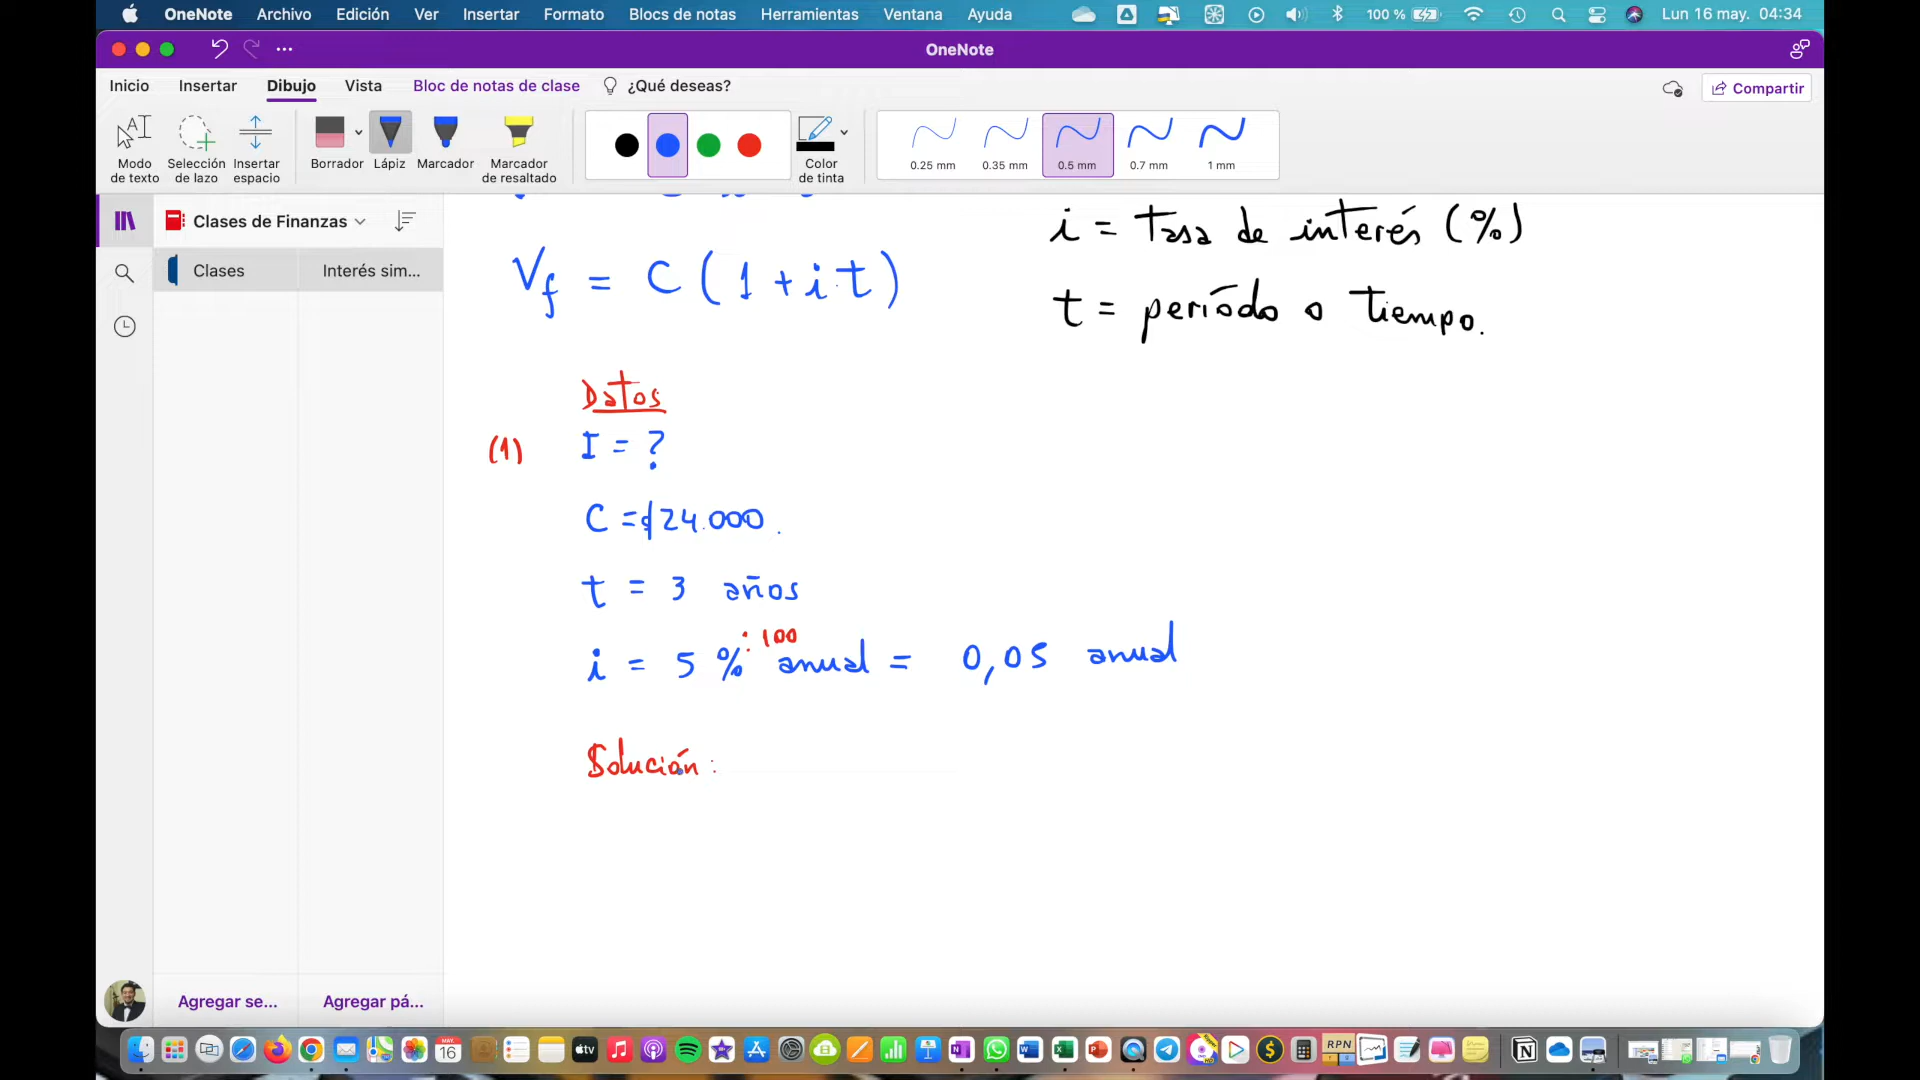 OneNote Archivo Edición Ver Insertar Formato Blocs de notas Herramientas Ventana Ayuda 100 % Lun 16 may. 04:34
OneNote
Inicio Insertar Dibujo Vista Bloc de notas de clase ¿Qué deseas? Compartir
Modo de texto
Selección de lazo
Insertar espacio
Borrador
Lápiz
Marcador
Marcador de resaltado
Color de tinta
0.25 mm 0.35 mm 0.5 mm 0.7 mm 1 mm
Clases de Finanzas
Clases Interés sim...
i = Tasa de interés (%)
Vf = C (1 + i.t)
t = período o Tiempo.
Datos
(1) I = ?
C = $24.000.
t = 3 años
i = 5 % : 100 anual = 0,05 anual
Solución :
Agregar se... Agregar pá...
MAY. 16
tv
RPN